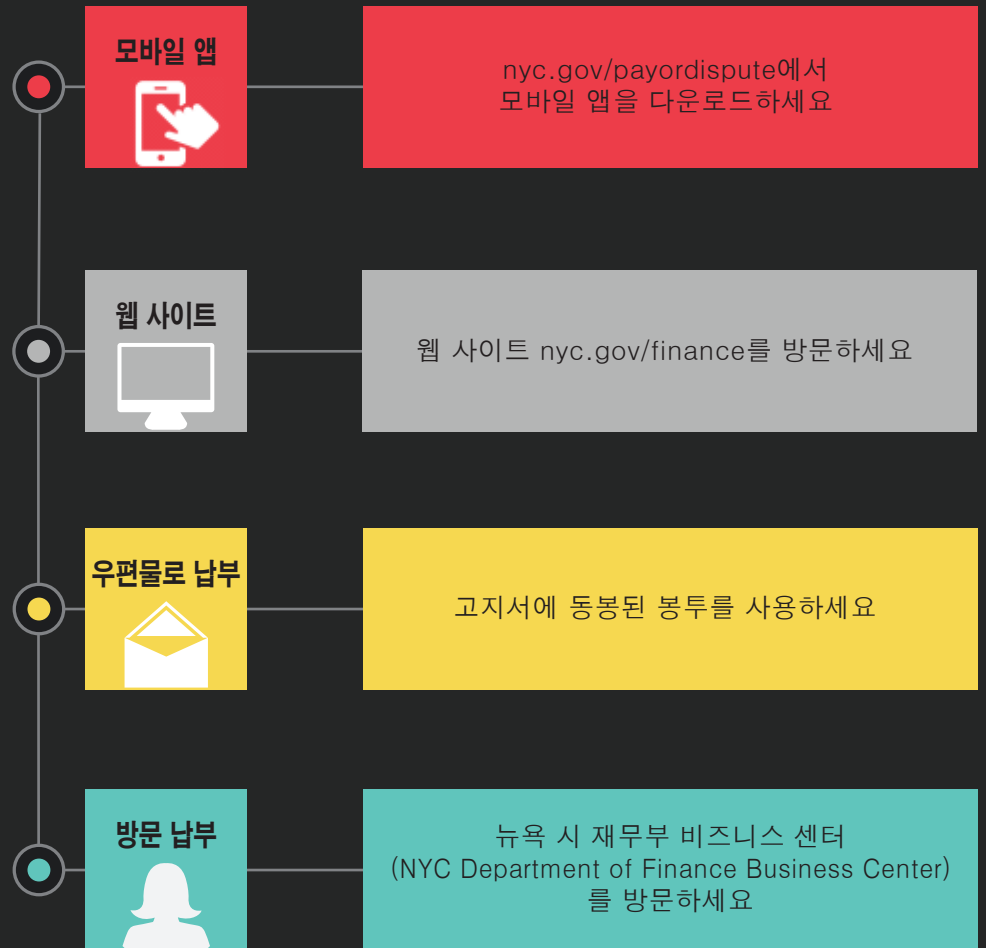 모바일 앱
nyc.gov/payordispute에서
모바일 앱을 다운로드하세요
웹 사이트
웹 사이트 nyc.gov/finance를 방문하세요
우편물로 납부
고지서에 동봉된 봉투를 사용하세요
방문 납부
뉴욕 시 재무부 비즈니스 센터
(NYC Department of Finance Business Center)
를 방문하세요